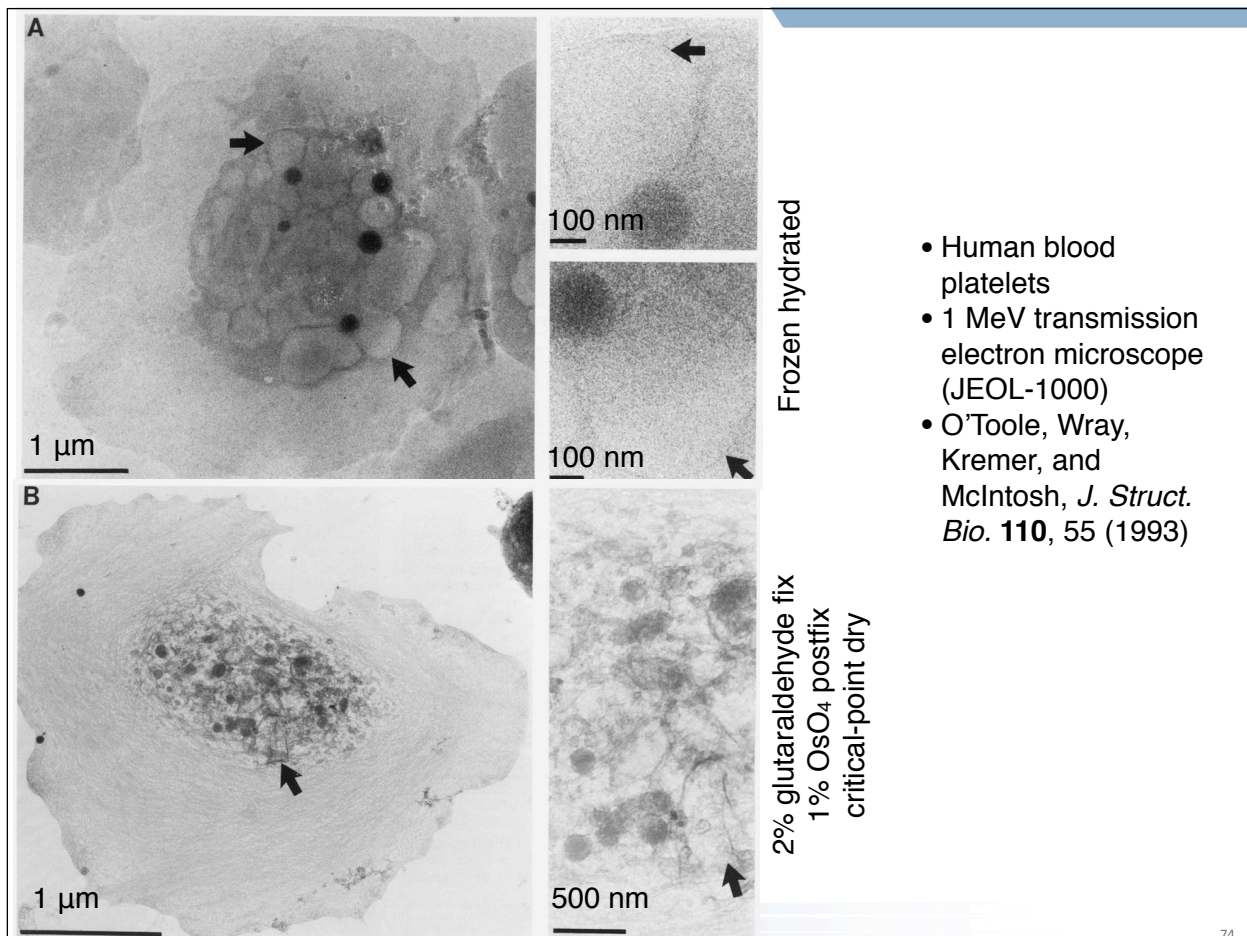 A
1 µm
100 nm
100 nm
Frozen hydrated
B
1 µm
500 nm
2% glutaraldehyde fix
1% OsO₄ postfix
critical-point dry
• Human blood
platelets
• 1 MeV transmission
electron microscope
(JEOL-1000)
• O’Toole, Wray,
Kremer, and
McIntosh, J. Struct.
Bio. 110, 55 (1993)
74